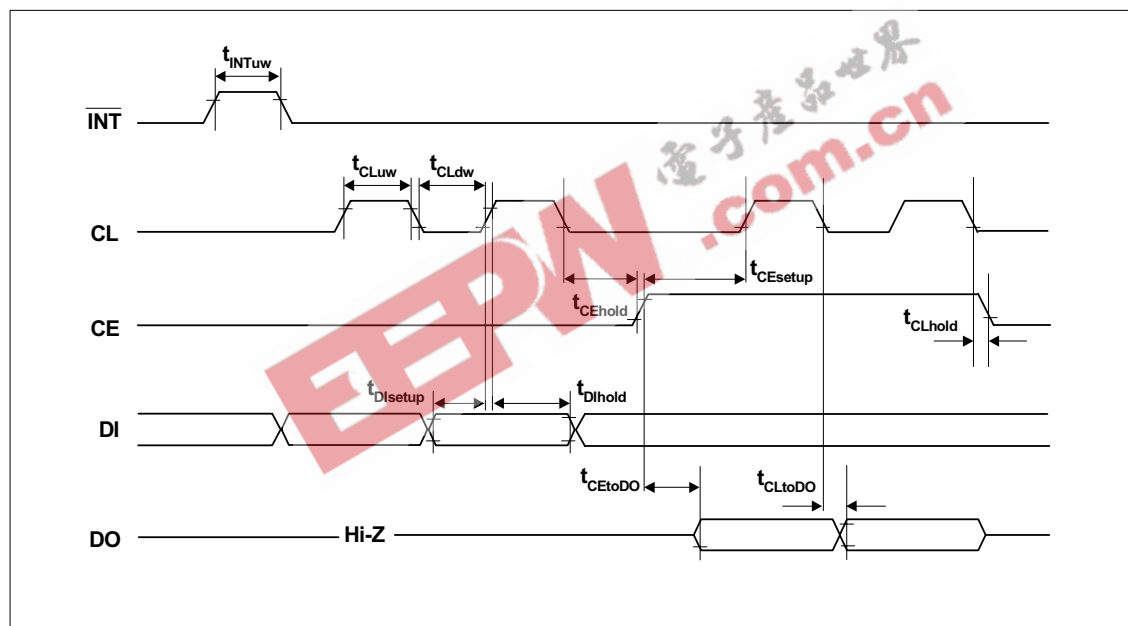 tINTuw
INT
tCLuw
tCLdw
CL
tCEsetup
tCEhold
CE
tCLhold
tDIsetup
tDIhold
DI
tCEtoDO
tCLtoDO
DO
Hi-Z
EEPW
.com.cn
電子產品世界